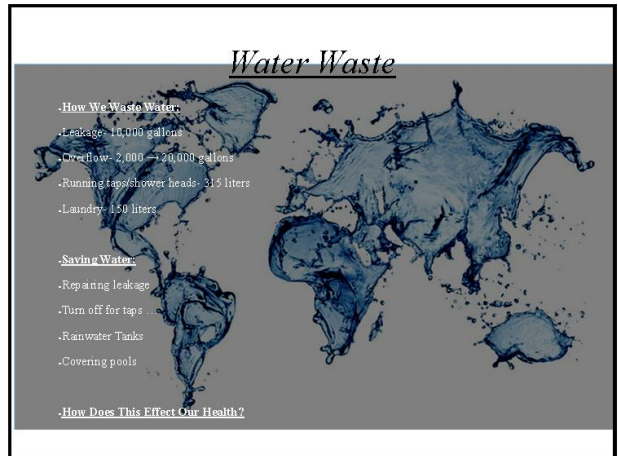 Water Waste
How We Waste Water:
Leakage- 10,000 gallons
Overflow- 2,000 → 20,000 gallons
Running taps/shower heads- 315 liters
Laundry- 150 liters
Saving Water:
Repairing leakage
Turn off for taps ...
Rainwater Tanks
Covering pools
How Does This Effect Our Health?